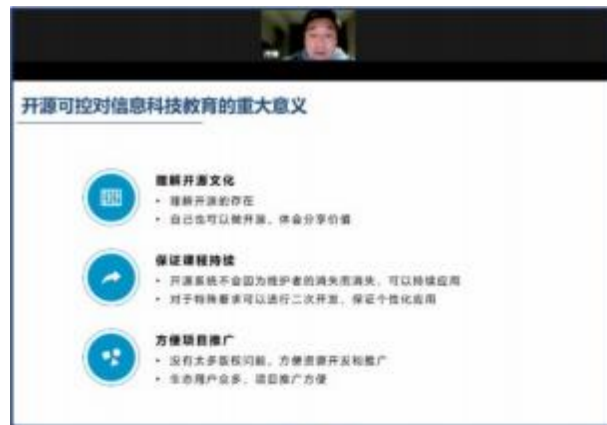 开源可控对信息科技教育的重大意义
理解开源文化
• 理解开源的存在
• 自己也可以做开源，体会分享价值
保证课程持续
• 开源系统不会因为维护者的消失而消失，可以持续应用
• 对于特殊要求可以进行二次开发，保证个性化应用
方便项目推广
• 没有太多版权问题，方便资源开发和推广
• 生态用户众多，项目推广方便